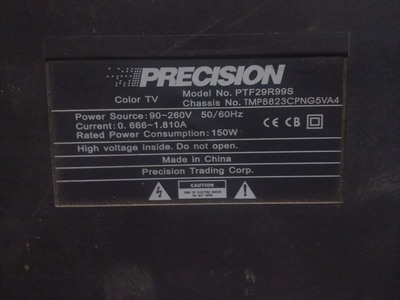 PRECISION
Model No. PTF29R99S
Color TV
Chassis No. TMP8823CPNG5VA4
Power Source: 90~260V 50/60Hz
Current: 0. 666-1.810A
Rated Power Consumption: 150W
CE CB
High voltage inside. Do not open.
Made in China
Precision Trading Corp.
CAUTION